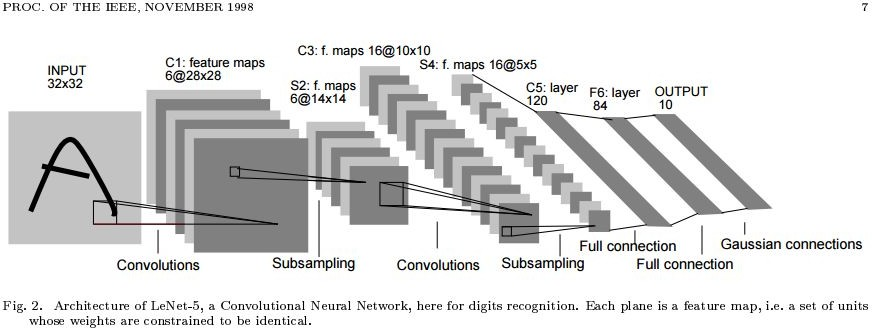 PROC. OF THE IEEE, NOVEMBER 1998 7
INPUT
32x32
C1: feature maps
6@28x28
S2: f. maps
6@14x14
C3: f. maps 16@10x10
S4: f. maps 16@5x5
C5: layer
120
F6: layer
84
OUTPUT
10
A
Convolutions
Subsampling
Convolutions
Subsampling
Full connection
Full connection
Gaussian connections
Fig. 2. Architecture of LeNet-5, a Convolutional Neural Network, here for digits recognition. Each plane is a feature map, i.e. a set of units
whose weights are constrained to be identical.